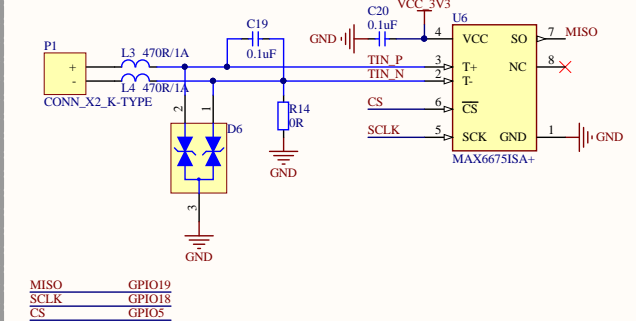 VCC_3V3
C20
0.1uF
GND
U6
4 VCC SO 7 MISO
C19
0.1uF
P1
L3 470R/1A
TIN_P
3 T+ NC 8
+
-
L4 470R/1A
TIN_N
2 T-
CONN_X2_K-TYPE
2 1
R14
0R
CS
6 CS
D6
SCLK
5 SCK GND 1 GND
MAX6675ISA+
GND
3
GND
MISO GPIO19
SCLK GPIO18
CS GPIO5